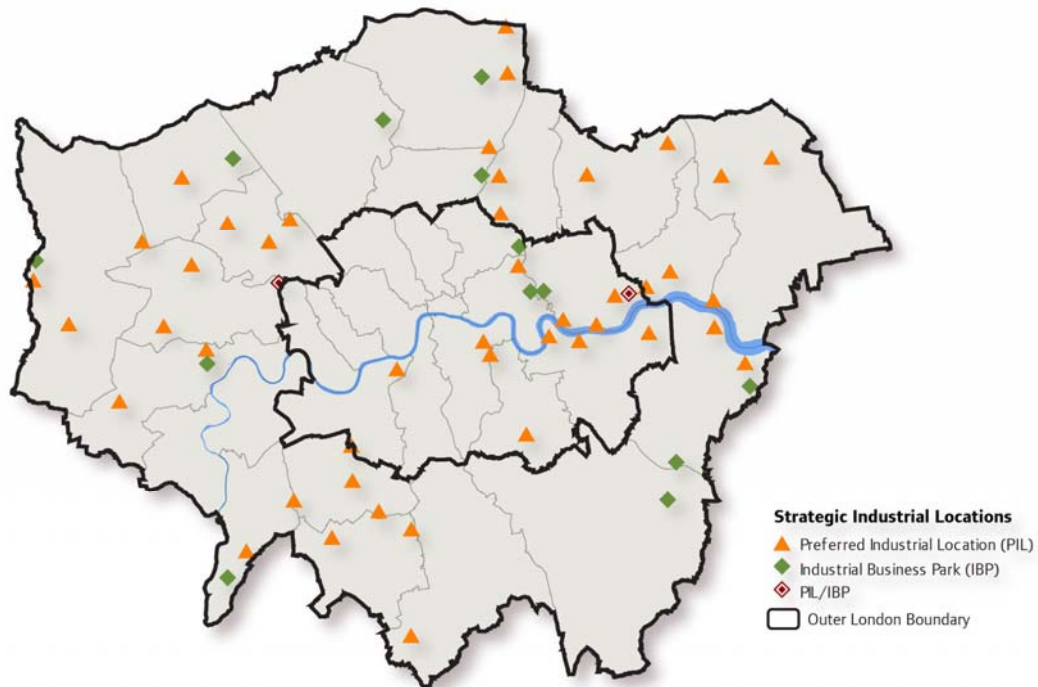 Strategic Industrial Locations
Preferred Industrial Location (PIL)
Industrial Business Park (IBP)
PIL/IBP
Outer London Boundary